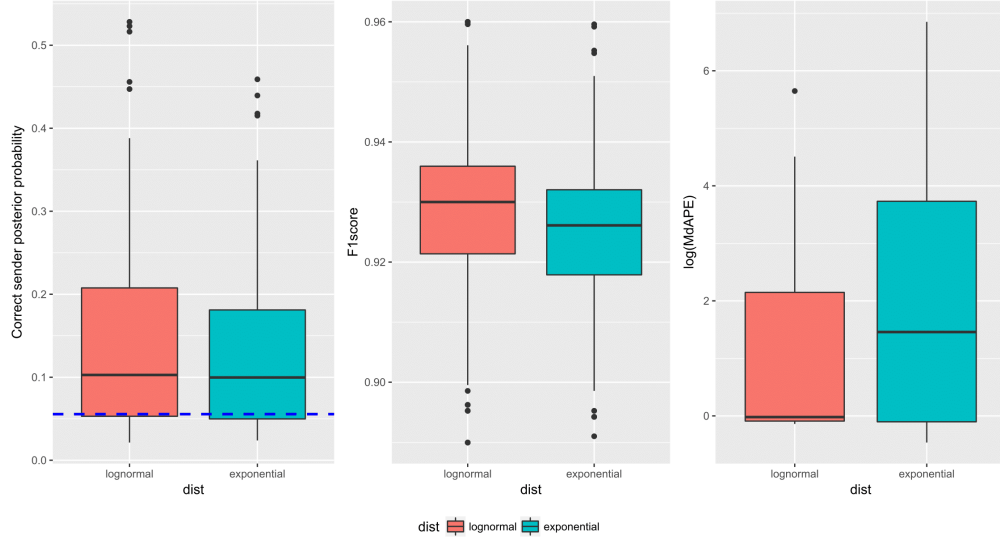 Correct sender posterior probability
0.5
0.4
0.3
0.2
0.1
0.0
lognormal
exponential
dist
F1score
0.96
0.94
0.92
0.90
lognormal
exponential
dist
log(MdAPE)
6
4
2
0
lognormal
exponential
dist
dist lognormal exponential